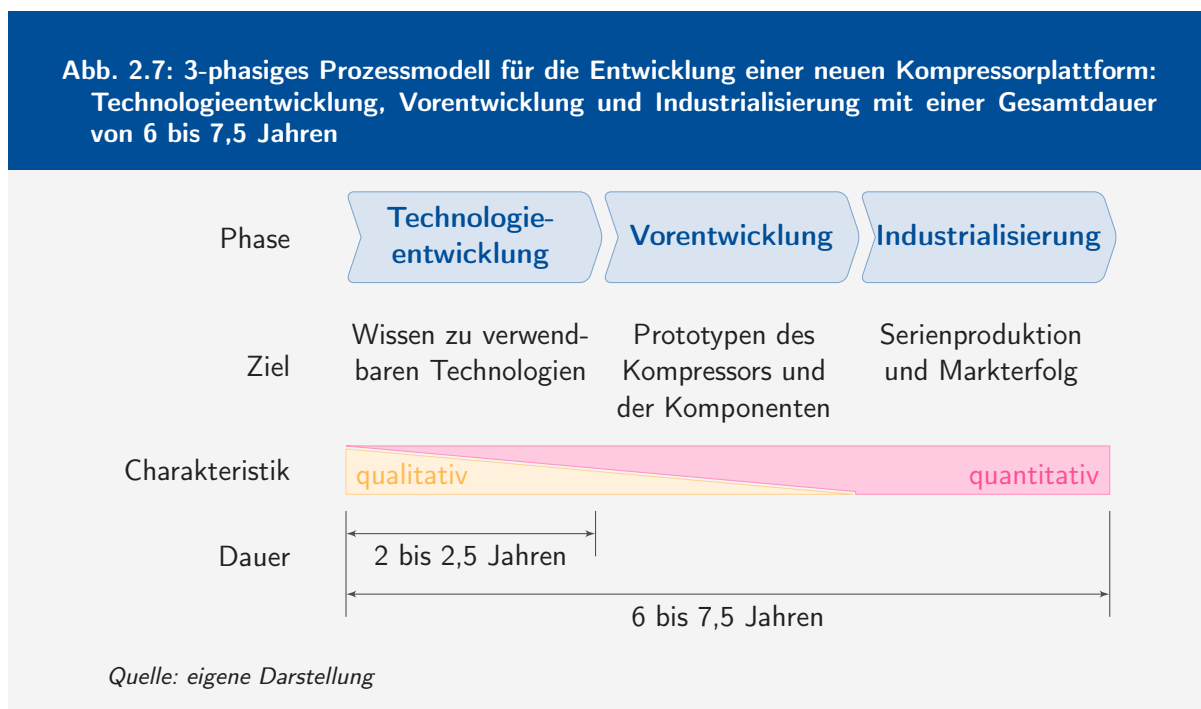 Abb. 2.7: 3-phasiges Prozessmodell für die Entwicklung einer neuen Kompressorplattform:
Technologieentwicklung, Vorentwicklung und Industrialisierung mit einer Gesamtdauer
von 6 bis 7,5 Jahren
Phase
Technologie-
entwicklung
Vorentwicklung
Industrialisierung
Ziel
Wissen zu verwend-
baren Technologien
Prototypen des
Kompressors und
der Komponenten
Serienproduktion
und Markterfolg
Charakteristik
qualitativ
quantitativ
Dauer
2 bis 2,5 Jahren
6 bis 7,5 Jahren
Quelle: eigene Darstellung